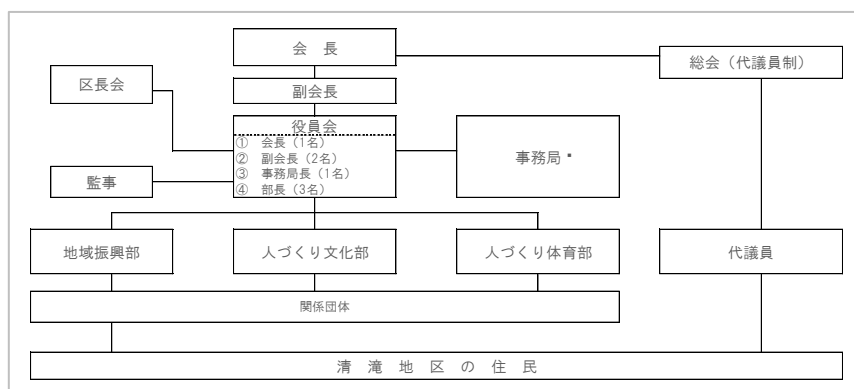 会　長
総会（代議員制）
区長会
副会長
役員会
①　会長（1名）
②　副会長（2名）
③　事務局長（1名）
④　部長（3名）
事務局
監事
地域振興部
人づくり文化部
人づくり体育部
代議員
関係団体
清　滝　地　区　の　住　民